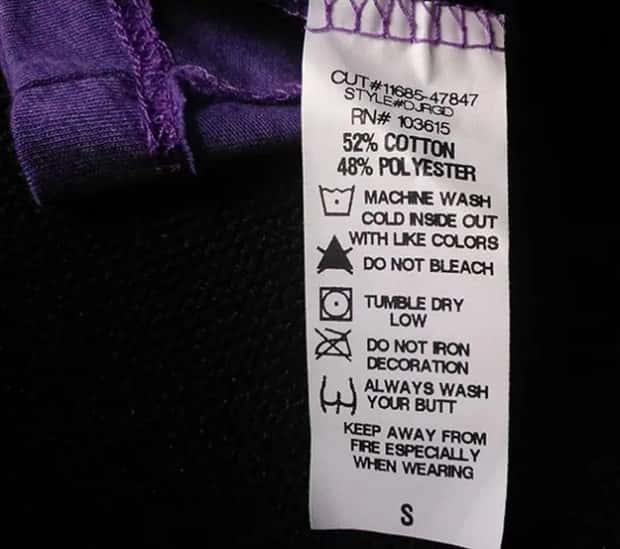 CUT#11685-47847
STYLE#DJRGD
RN# 103615
52% COTTON
48% POLYESTER
MACHINE WASH
COLD INSIDE OUT
WITH LIKE COLORS
DO NOT BLEACH
TUMBLE DRY
LOW
DO NOT IRON
DECORATION
ALWAYS WASH
YOUR BUTT
KEEP AWAY FROM
FIRE ESPECIALLY
WHEN WEARING
S